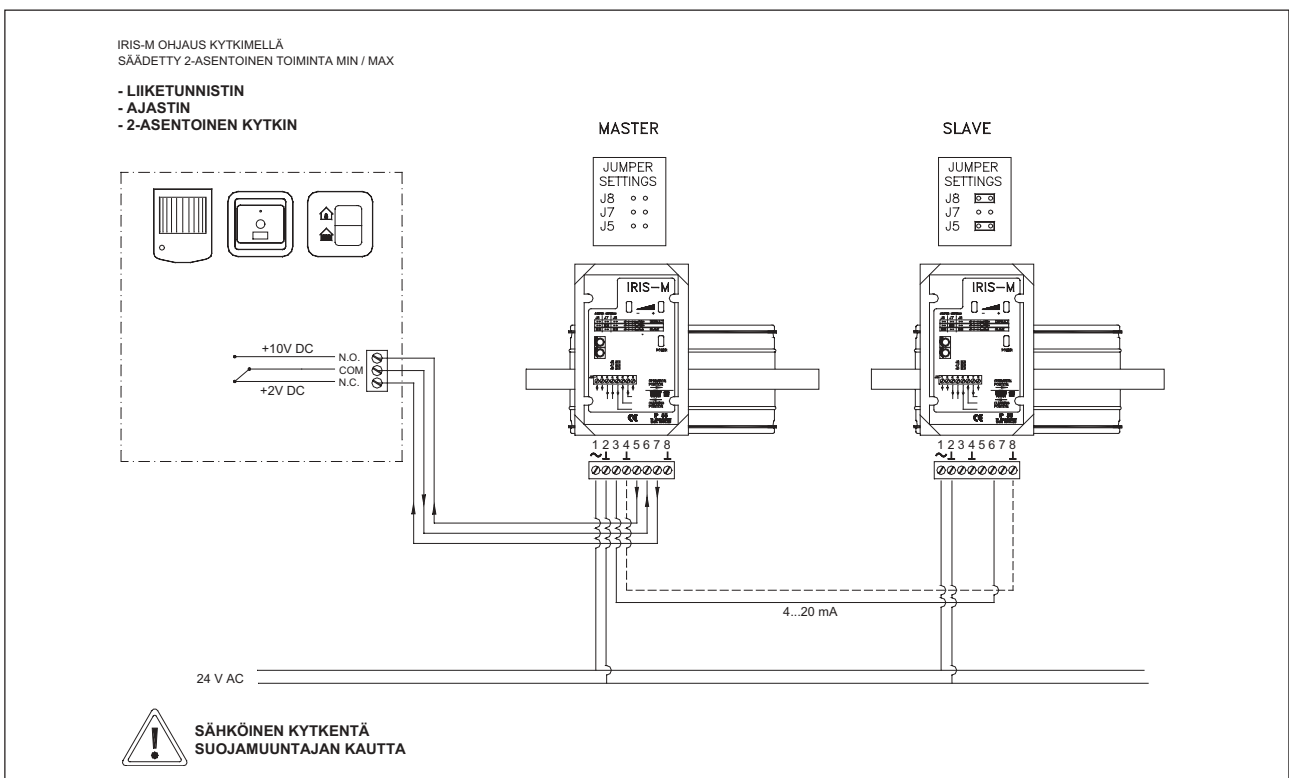 IRIS-M OHJAUS KYTKIMELLÄ
SÄÄDETTY 2-ASENTOINEN TOIMINTA MIN / MAX
- LIIKETUNNISTIN
- AJASTIN
- 2-ASENTOINEN KYTKIN
MASTER
SLAVE
JUMPER
SETTINGS
J8
J7
J5
JUMPER
SETTINGS
J8
J7
J5
IRIS-M
IRIS-M
- +
- +
+10V DC
N.O.
COM
N.C.
+2V DC
CE
CE
1 2 3 4 5 6 7 8
1 2 3 4 5 6 7 8
4...20 mA
24 V AC
SÄHKÖINEN KYTKENTÄ
SUOJAMUUNTAJAN KAUTTA